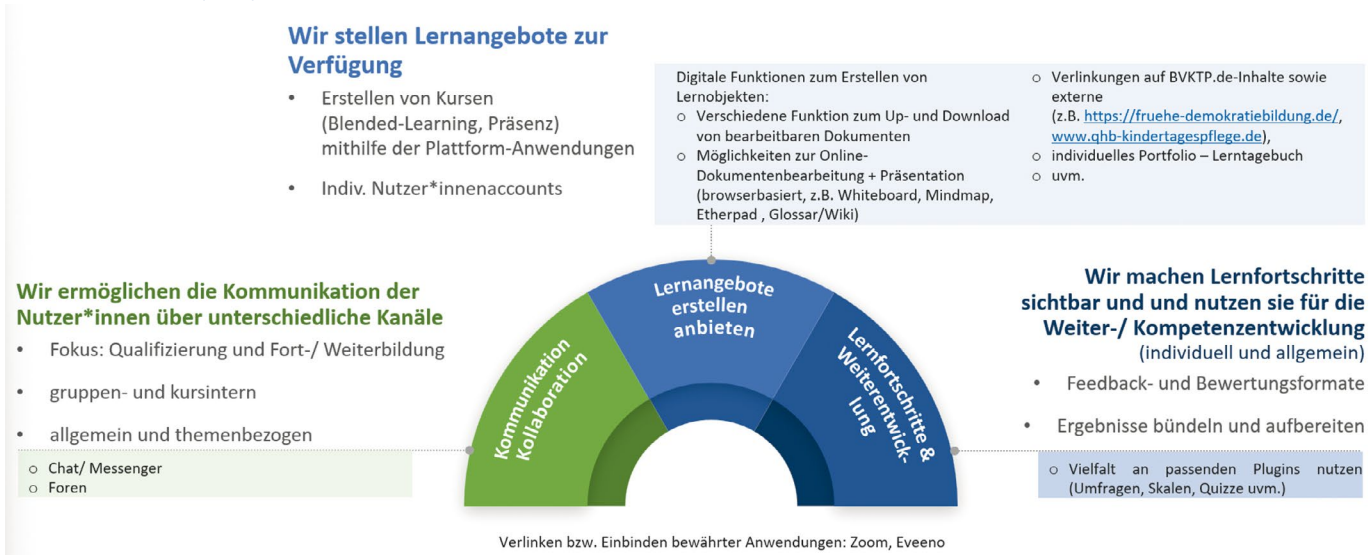 Wir stellen Lernangebote zur
Verfügung
• Erstellen von Kursen
(Blended-Learning, Präsenz)
mithilfe der Plattform-Anwendungen
• Indiv. Nutzer*innenaccounts
Digitale Funktionen zum Erstellen von
Lernobjekten:
o Verschiedene Funktion zum Up- und Download
von bearbeitbaren Dokumenten
o Möglichkeiten zur Online-
Dokumentenbearbeitung + Präsentation
(browserbasiert, z.B. Whiteboard, Mindmap,
Etherpad , Glossar/Wiki)
o Verlinkungen auf BVKTP.de-Inhalte sowie
externe
(z.B. https://fruehe-demokratiebildung.de/,
www.qhb-kindertagespflege.de),
o individuelles Portfolio – Lerntagebuch
o uvm.
Wir ermöglichen die Kommunikation der
Nutzer*innen über unterschiedliche Kanäle
• Fokus: Qualifizierung und Fort-/ Weiterbildung
• gruppen- und kursintern
• allgemein und themenbezogen
o Chat/ Messenger
o Foren
Kommunikation
Kollaboration
Lernangebote
erstellen
anbieten
Lernfortschritte &
Weiterentwick-
lung
Wir machen Lernfortschritte
sichtbar und und nutzen sie für die
Weiter-/ Kompetenzentwicklung
(individuell und allgemein)
• Feedback- und Bewertungsformate
• Ergebnisse bündeln und aufbereiten
o Vielfalt an passenden Plugins nutzen
(Umfragen, Skalen, Quizze uvm.)
Verlinken bzw. Einbinden bewährter Anwendungen: Zoom, Eveeno